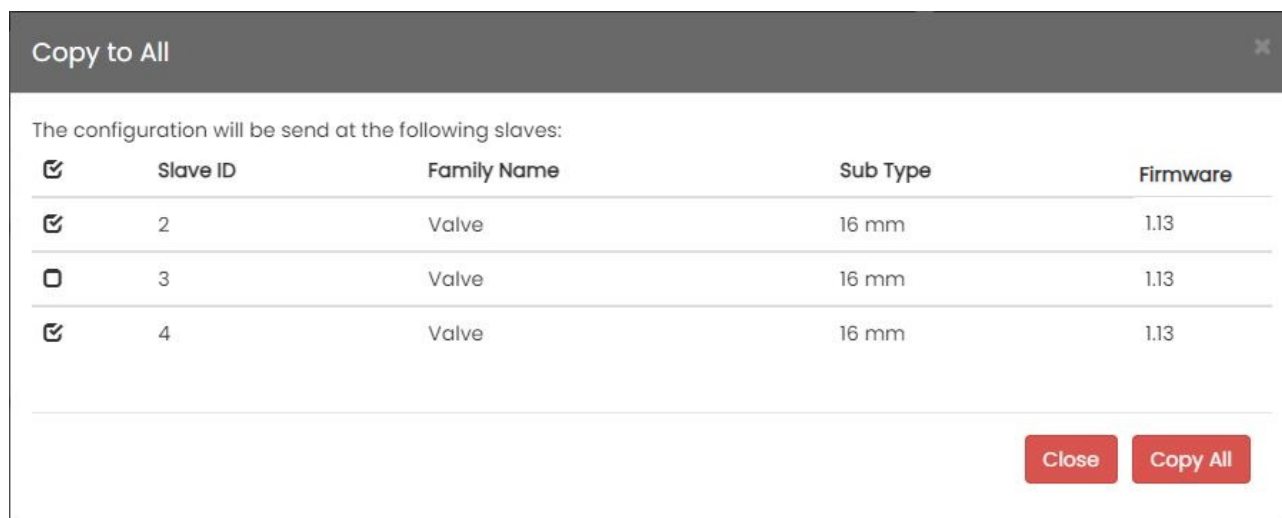 Copy to All
The configuration will be send at the following slaves:
Slave ID Family Name Sub Type Firmware
2 Valve 16 mm 1.13
3 Valve 16 mm 1.13
4 Valve 16 mm 1.13
Close Copy All